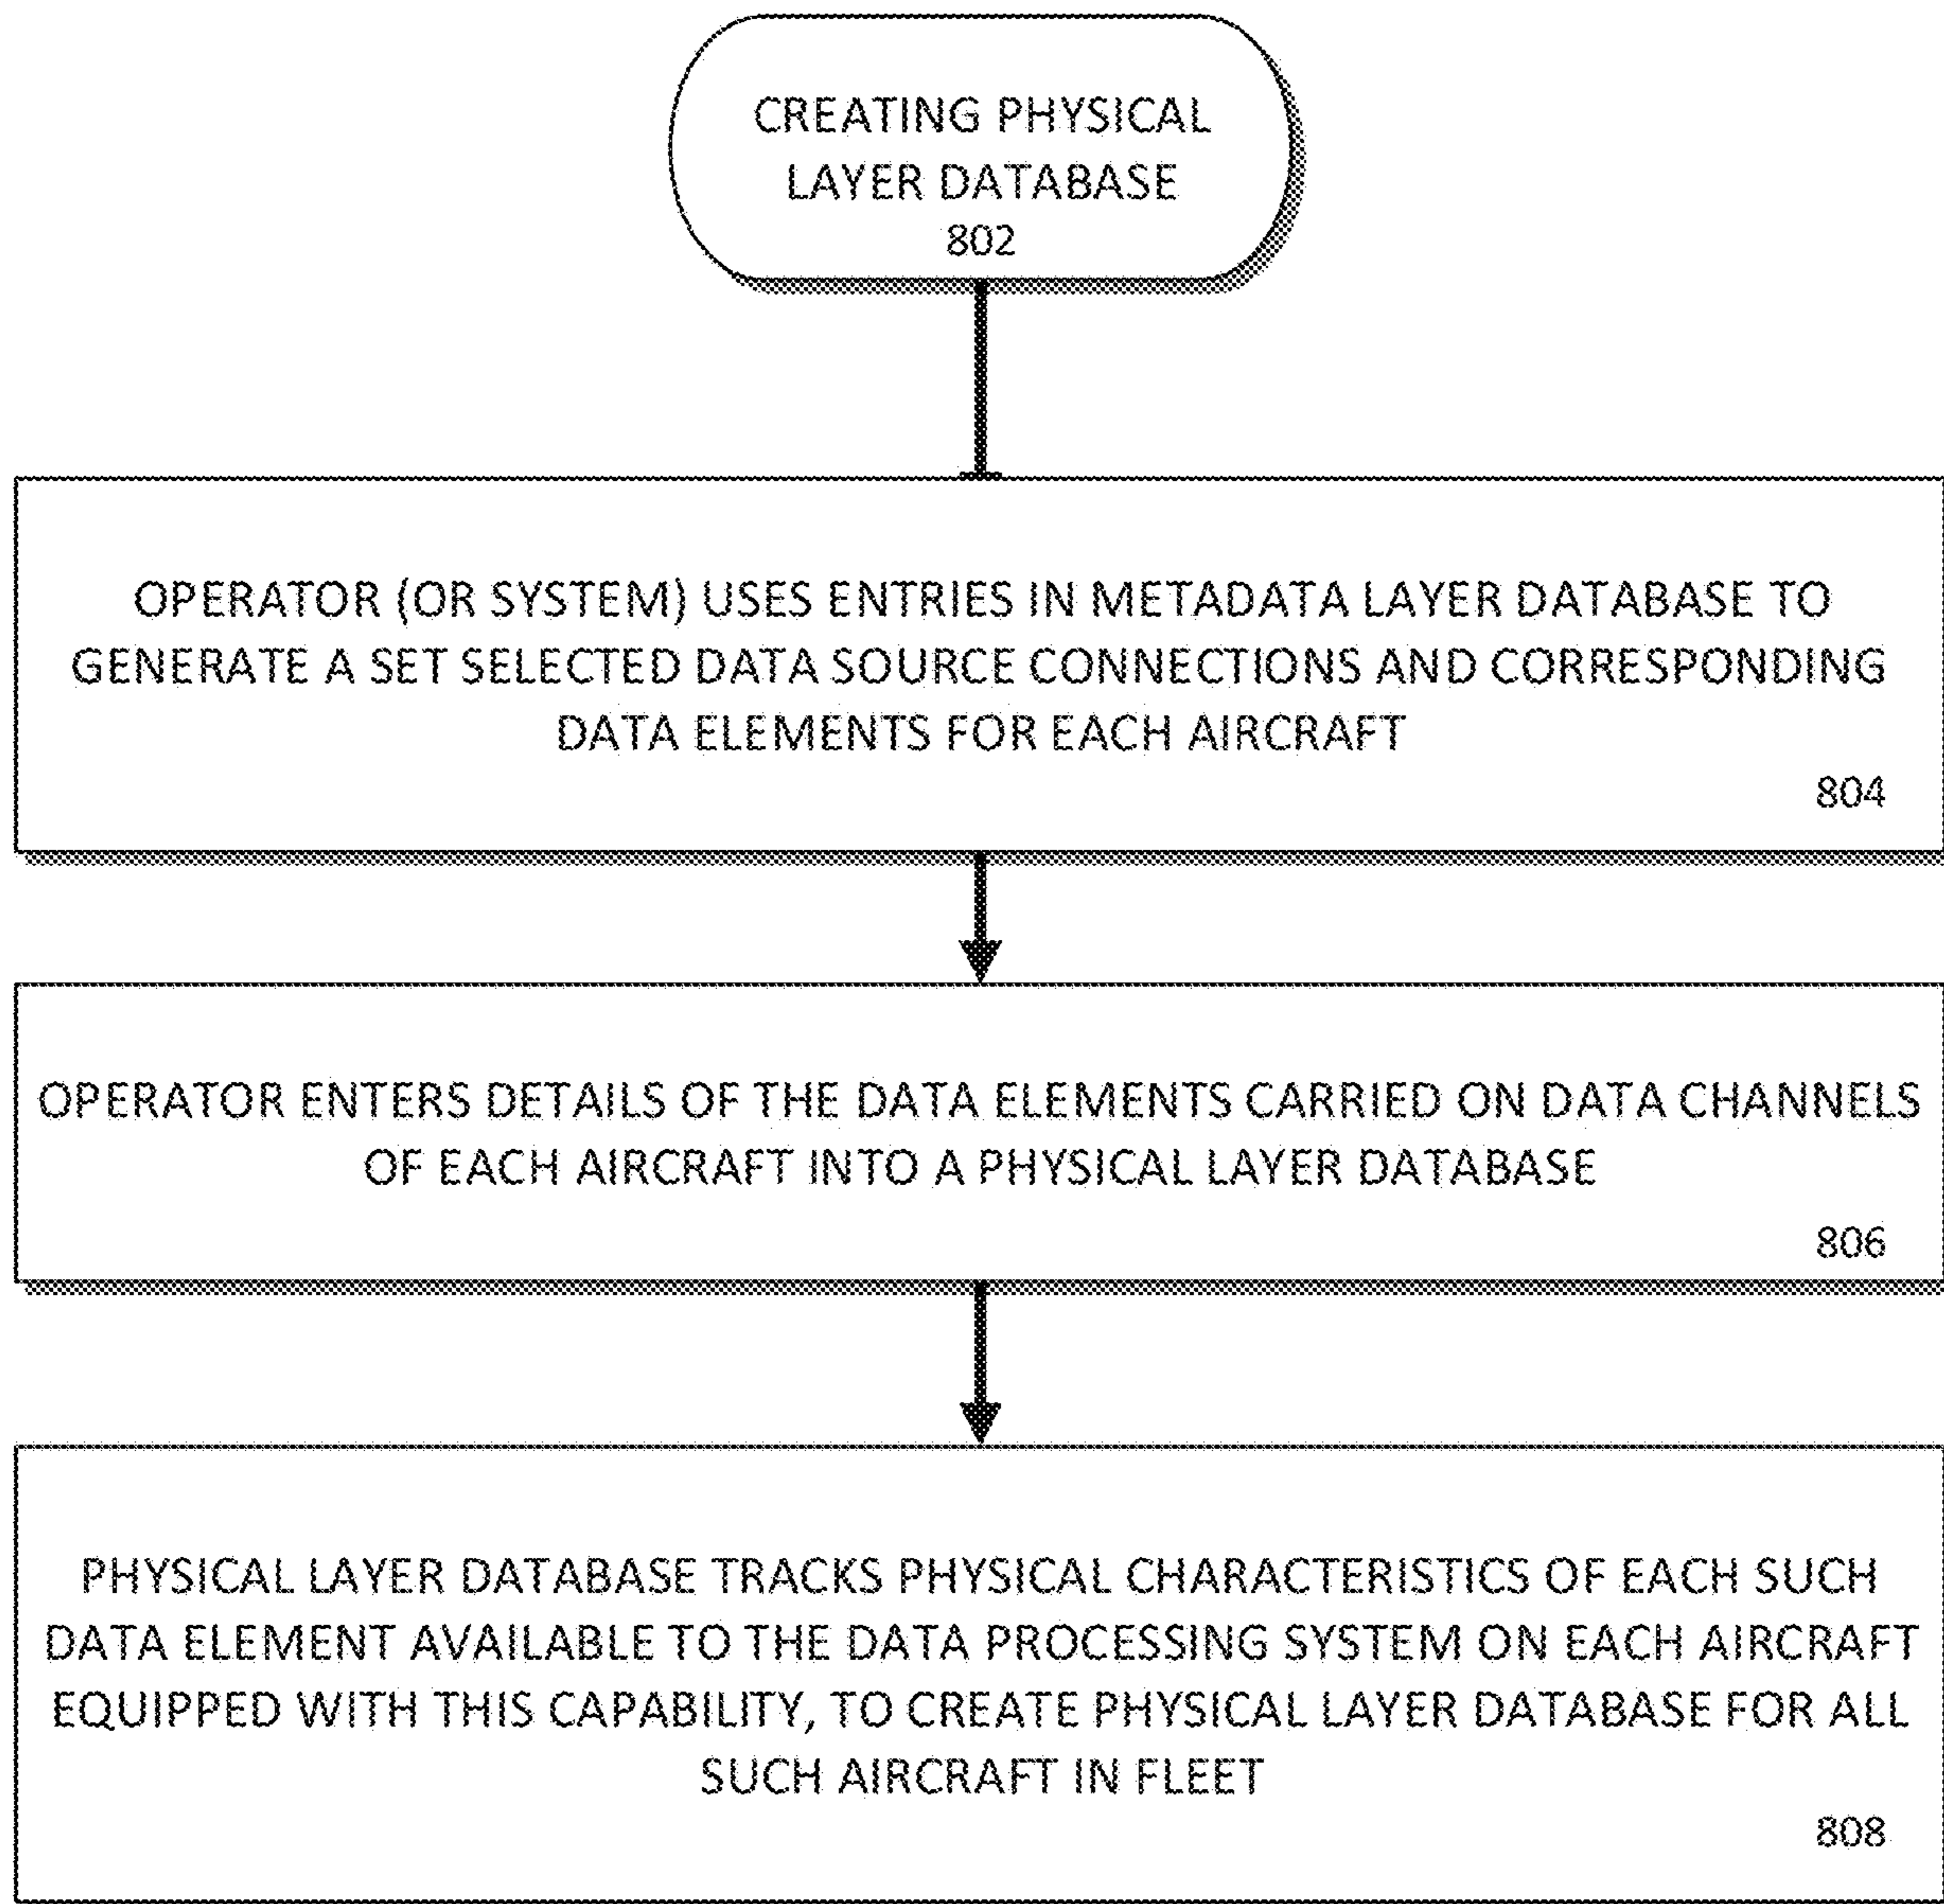 CREATING PHYSICAL
LAYER DATABASE
802
OPERATOR (OR SYSTEM) USES ENTRIES IN METADATA LAYER DATABASE TO
GENERATE A SET SELECTED DATA SOURCE CONNECTIONS AND CORRESPONDING
DATA ELEMENTS FOR EACH AIRCRAFT
804
OPERATOR ENTERS DETAILS OF THE DATA ELEMENTS CARRIED ON DATA CHANNELS
OF EACH AIRCRAFT INTO A PHYSICAL LAYER DATABASE
806
PHYSICAL LAYER DATABASE TRACKS PHYSICAL CHARACTERISTICS OF EACH SUCH
DATA ELEMENT AVAILABLE TO THE DATA PROCESSING SYSTEM ON EACH AIRCRAFT
EQUIPPED WITH THIS CAPABILITY, TO CREATE PHYSICAL LAYER DATABASE FOR ALL
SUCH AIRCRAFT IN FLEET
808